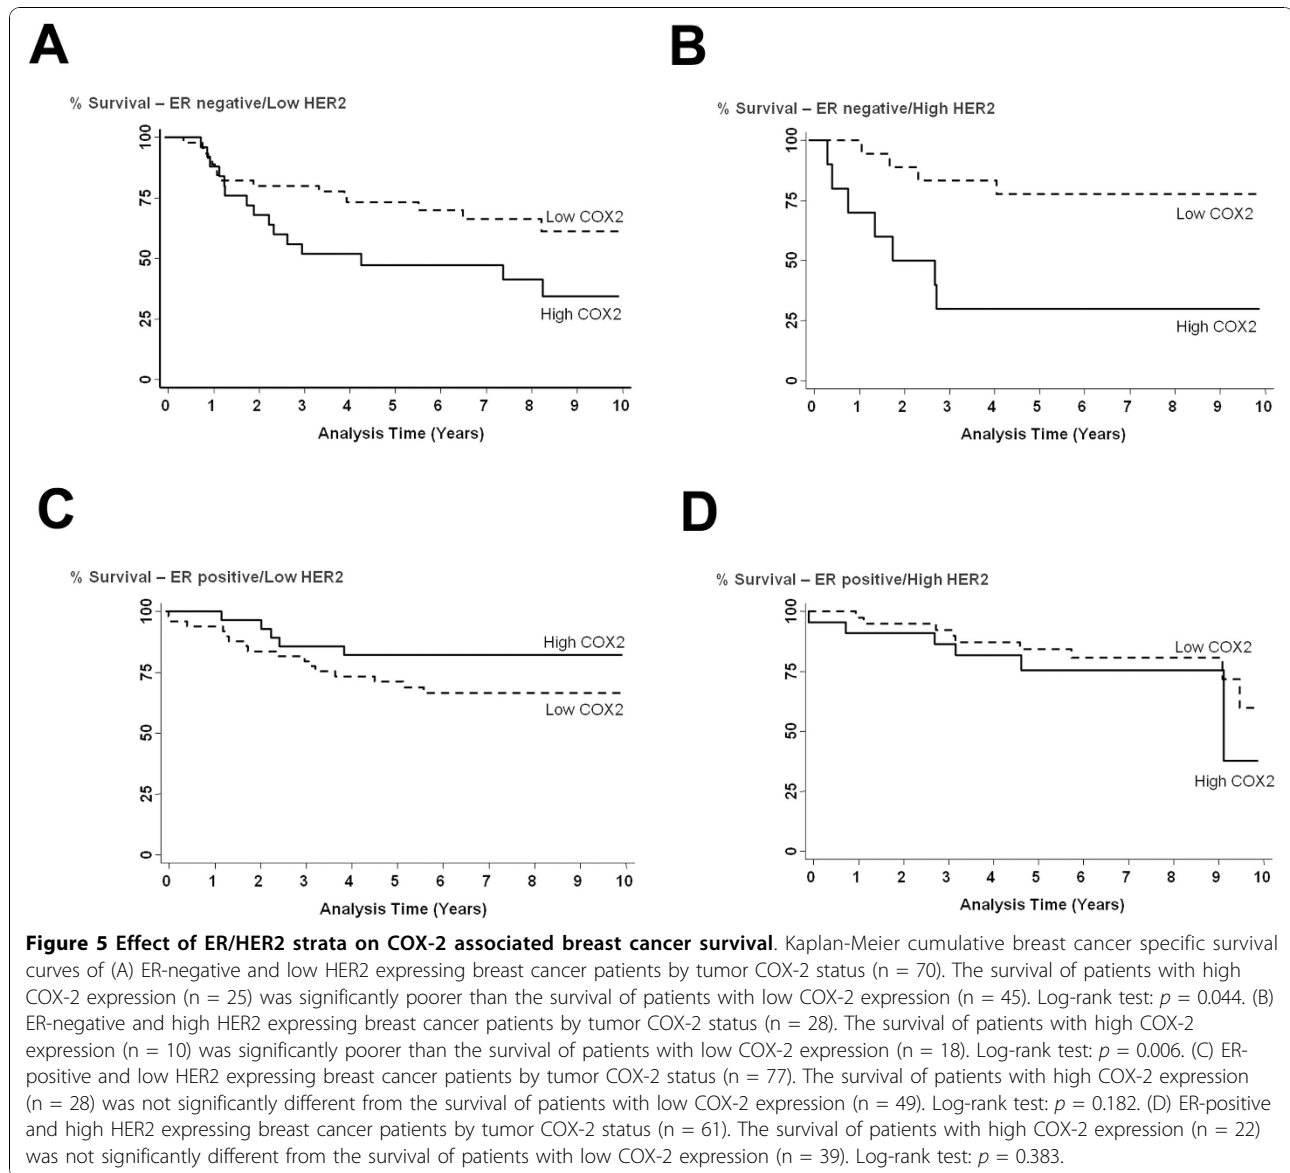 A
% Survival – ER negative/Low HER2
100
75
50
25
0
Low COX2
High COX2
0 1 2 3 4 5 6 7 8 9 10
Analysis Time (Years)
B
% Survival – ER negative/High HER2
100
75
50
25
0
Low COX2
High COX2
0 1 2 3 4 5 6 7 8 9 10
Analysis Time (Years)
C
% Survival – ER positive/Low HER2
100
75
50
25
0
High COX2
Low COX2
0 1 2 3 4 5 6 7 8 9 10
Analysis Time (Years)
D
% Survival – ER positive/High HER2
100
75
50
25
0
Low COX2
High COX2
0 1 2 3 4 5 6 7 8 9 10
Analysis Time (Years)
Figure 5 Effect of ER/HER2 strata on COX-2 associated breast cancer survival. Kaplan-Meier cumulative breast cancer specific survival
curves of (A) ER-negative and low HER2 expressing breast cancer patients by tumor COX-2 status (n = 70). The survival of patients with high
COX-2 expression (n = 25) was significantly poorer than the survival of patients with low COX-2 expression (n = 45). Log-rank test: p = 0.044. (B)
ER-negative and high HER2 expressing breast cancer patients by tumor COX-2 status (n = 28). The survival of patients with high COX-2
expression (n = 10) was significantly poorer than the survival of patients with low COX-2 expression (n = 18). Log-rank test: p = 0.006. (C) ER-
positive and low HER2 expressing breast cancer patients by tumor COX-2 status (n = 77). The survival of patients with high COX-2 expression
(n = 28) was not significantly different from the survival of patients with low COX-2 expression (n = 49). Log-rank test: p = 0.182. (D) ER-positive
and high HER2 expressing breast cancer patients by tumor COX-2 status (n = 61). The survival of patients with high COX-2 expression (n = 22)
was not significantly different from the survival of patients with low COX-2 expression (n = 39). Log-rank test: p = 0.383.